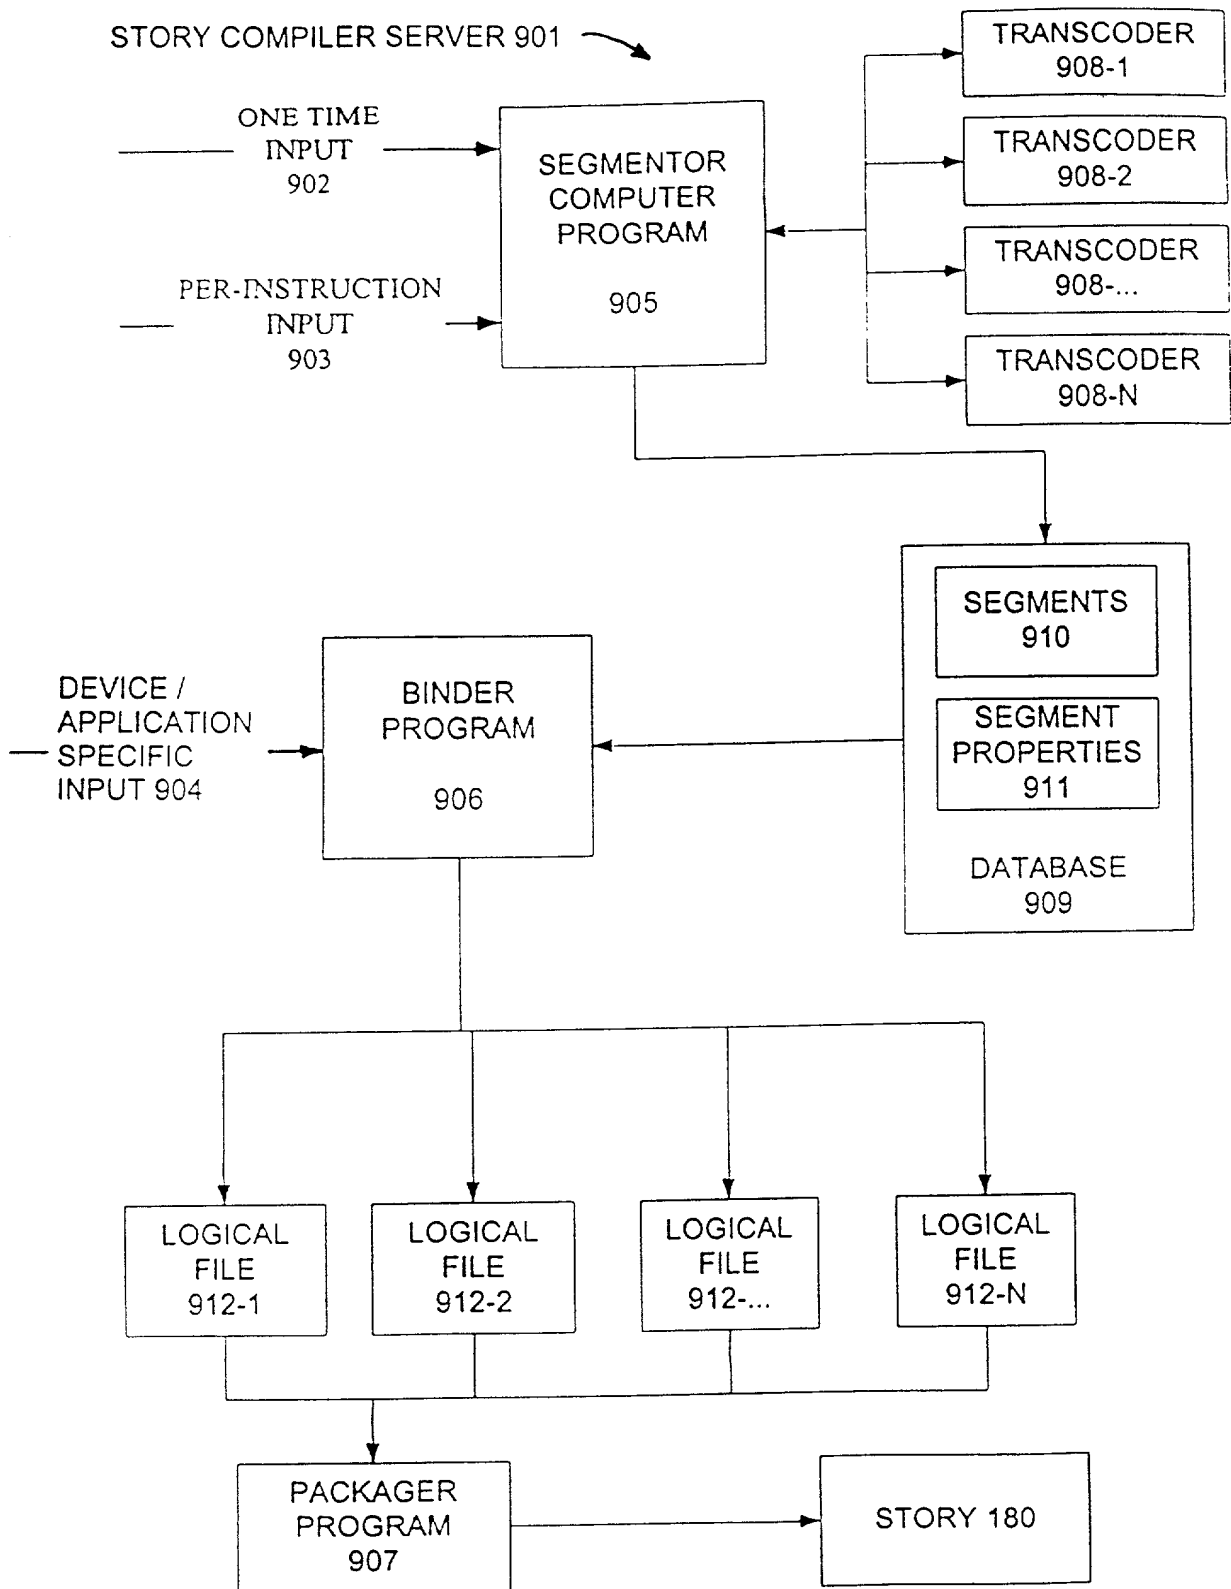 STORY COMPILER SERVER 901
TRANSCODER
908-1
ONE TIME
INPUT
902
SEGMENTOR
COMPUTER
PROGRAM
905
TRANSCODER
908-2
PER-INSTRUCTION
INPUT
903
TRANSCODER
908-...
TRANSCODER
908-N
SEGMENTS
910
SEGMENT
PROPERTIES
911
DATABASE
909
DEVICE /
APPLICATION
SPECIFIC
INPUT 904
BINDER
PROGRAM
906
LOGICAL
FILE
912-1
LOGICAL
FILE
912-2
LOGICAL
FILE
912-...
LOGICAL
FILE
912-N
PACKAGER
PROGRAM
907
STORY 180